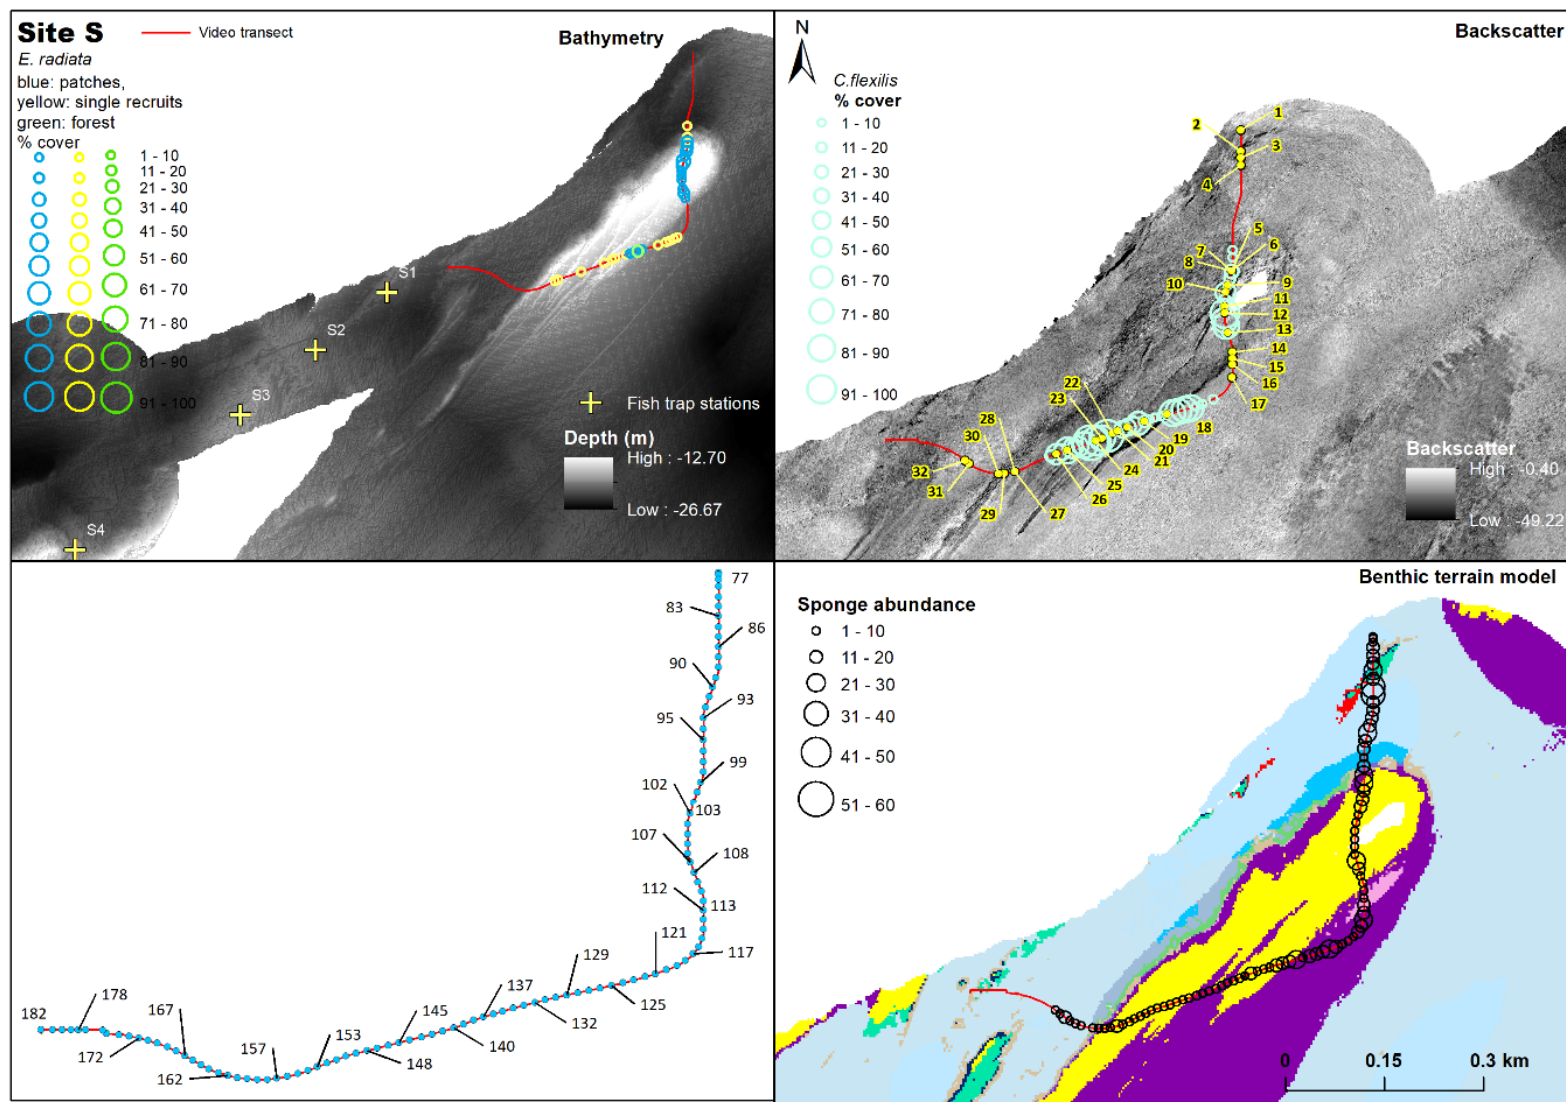 Site S
Video transect
E. radiata
blue: patches,
yellow: single recruits
green: forest
% cover
1 - 10
11 - 20
21 - 30
31 - 40
41 - 50
51 - 60
61 - 70
71 - 80
81 - 90
91 - 100
Bathymetry
S1
S2
S3
S4
Fish trap stations
Depth (m)
High : -12.70
Low : -26.67
N
Backscatter
C.flexilis
% cover
1 - 10
11 - 20
21 - 30
31 - 40
41 - 50
51 - 60
61 - 70
71 - 80
81 - 90
91 - 100
1
2
3
4
5
6
7
8
9
10
11
12
13
14
15
16
17
18
19
20
21
22
23
24
25
26
27
28
29
30
31
32
Backscatter
High : -0.40
Low : -49.22
77
83
86
90
93
95
99
102
103
107
108
112
113
117
121
125
129
132
137
140
145
148
153
157
162
167
172
178
182
Benthic terrain model
Sponge abundance
1 - 10
11 - 20
21 - 30
31 - 40
41 - 50
51 - 60
0 0.15 0.3 km